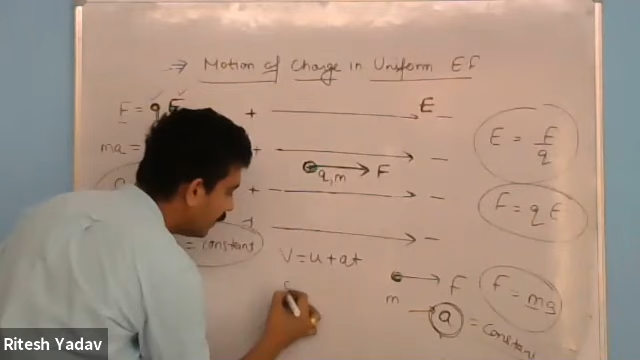 → Motion of Charge in Uniform EF
F = qE
ma =
= constant
+ E −
+ −
q, m F
+ −
+ −
V = u + at
S
m F
a = constant
E = F/q
F = qE
F = mg
Ritesh Yadav